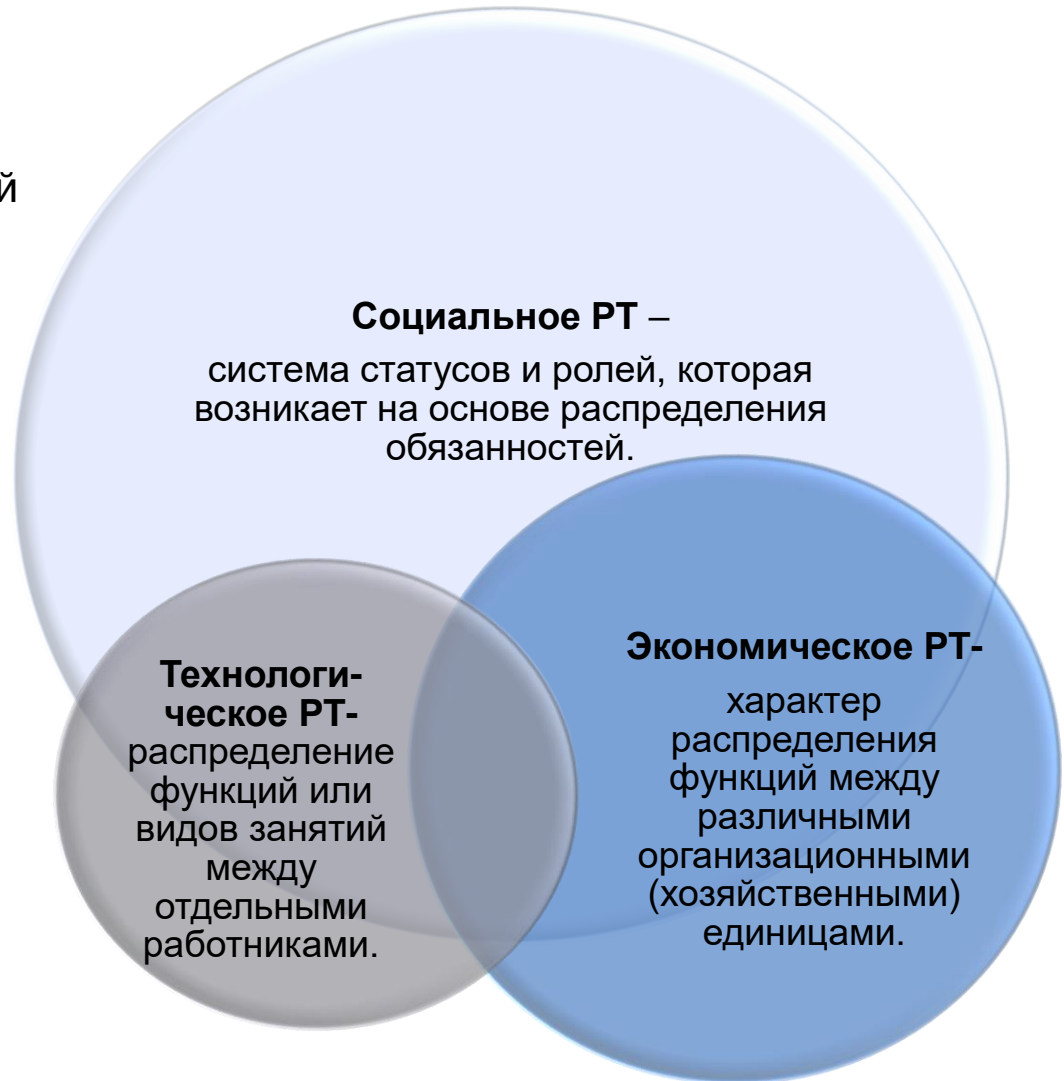 й
Социальное РТ –
система статусов и ролей, которая
возникает на основе распределения
обязанностей.
Технологи-
ческое РТ-
распределение
функций или
видов занятий
между
отдельными
работниками.
Экономическое РТ-
характер
распределения
функций между
различными
организационными
(хозяйственными)
единицами.